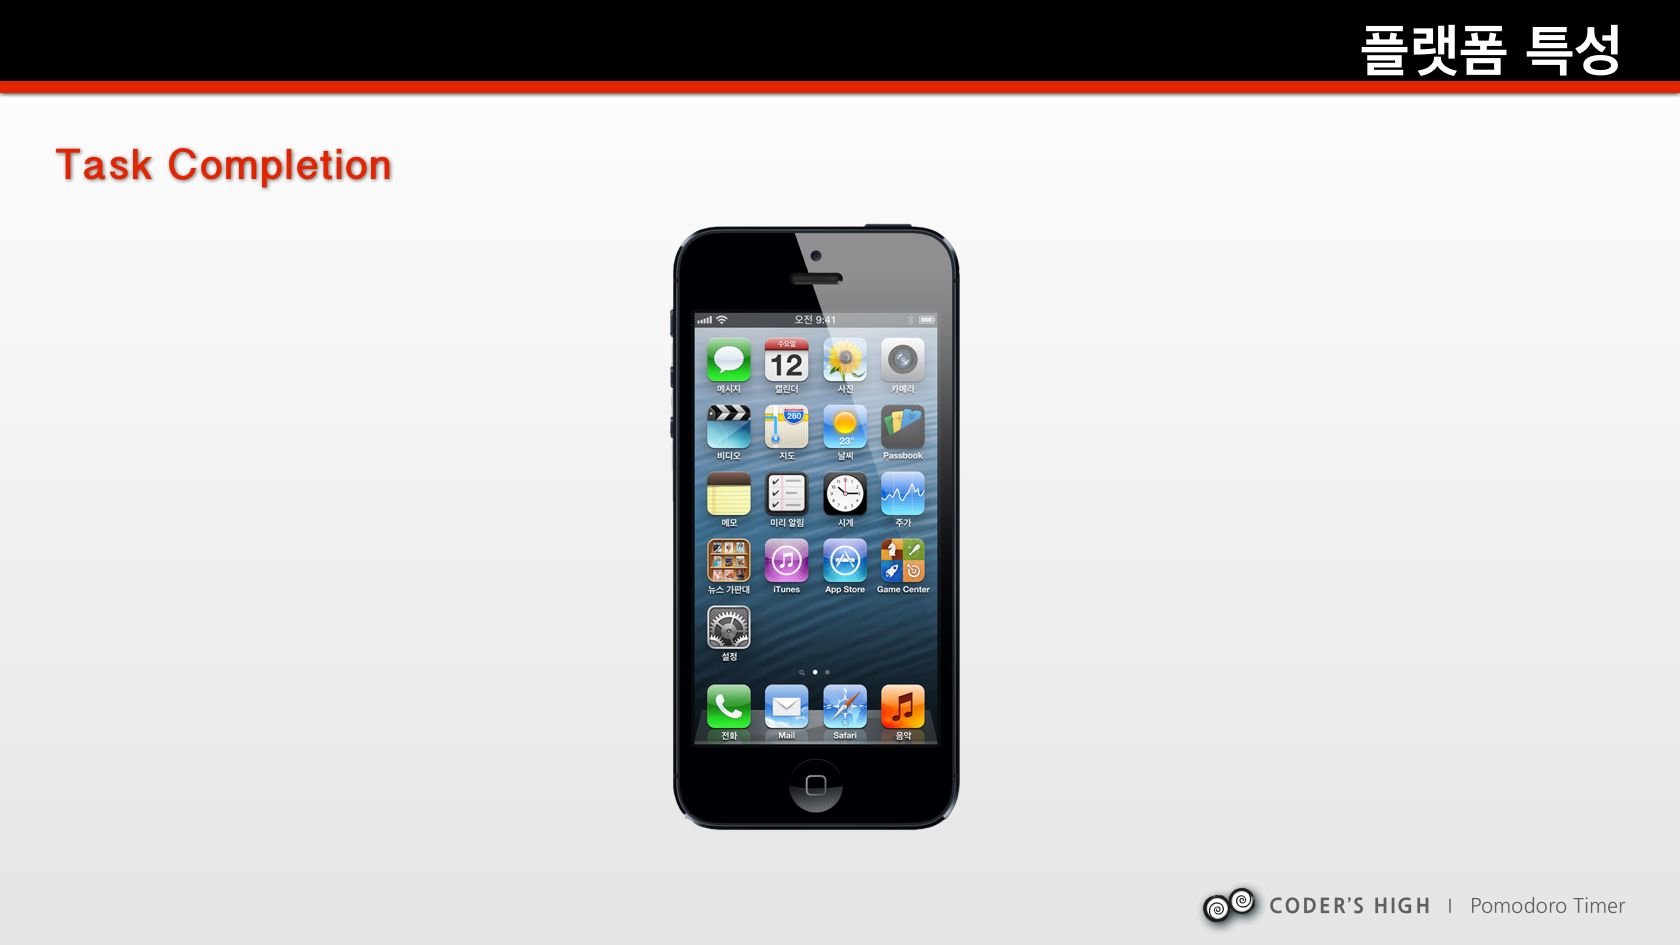 플랫폼 특성
Task Completion
오전 9:41
수요일
12
메시지 캘린더 사진 카메라
280
23°
비디오 지도 날씨 Passbook
메모 미리 알림 시계 주가
뉴스 가판대 iTunes App Store Game Center
설정
전화 Mail Safari 음악
CODER'S HIGH | Pomodoro Timer